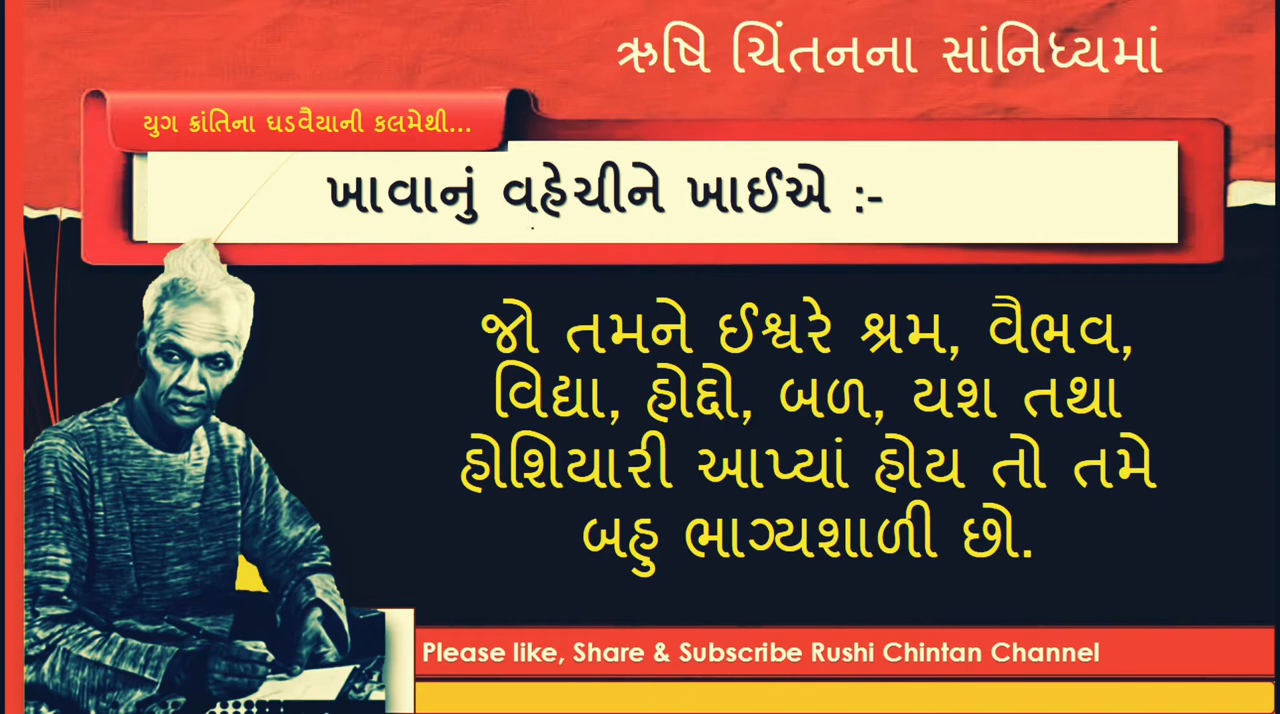 ઋષિ ચિંતનના સાંનિધ્યમાં
યુગ ક્રાંતિના ઘડવૈયાની કલમેથી...
ખાવાનું વહેચીને ખાઈએ :-
જો તમને ઈશ્વરે શ્રમ, વૈભવ,
વિદ્યા, હોદ્દો, બળ, યશ તથા
હોશિયારી આપ્યાં હોય તો તમે
બહુ ભાગ્યશાળી છો.
Please like, Share & Subscribe Rushi Chintan Channel